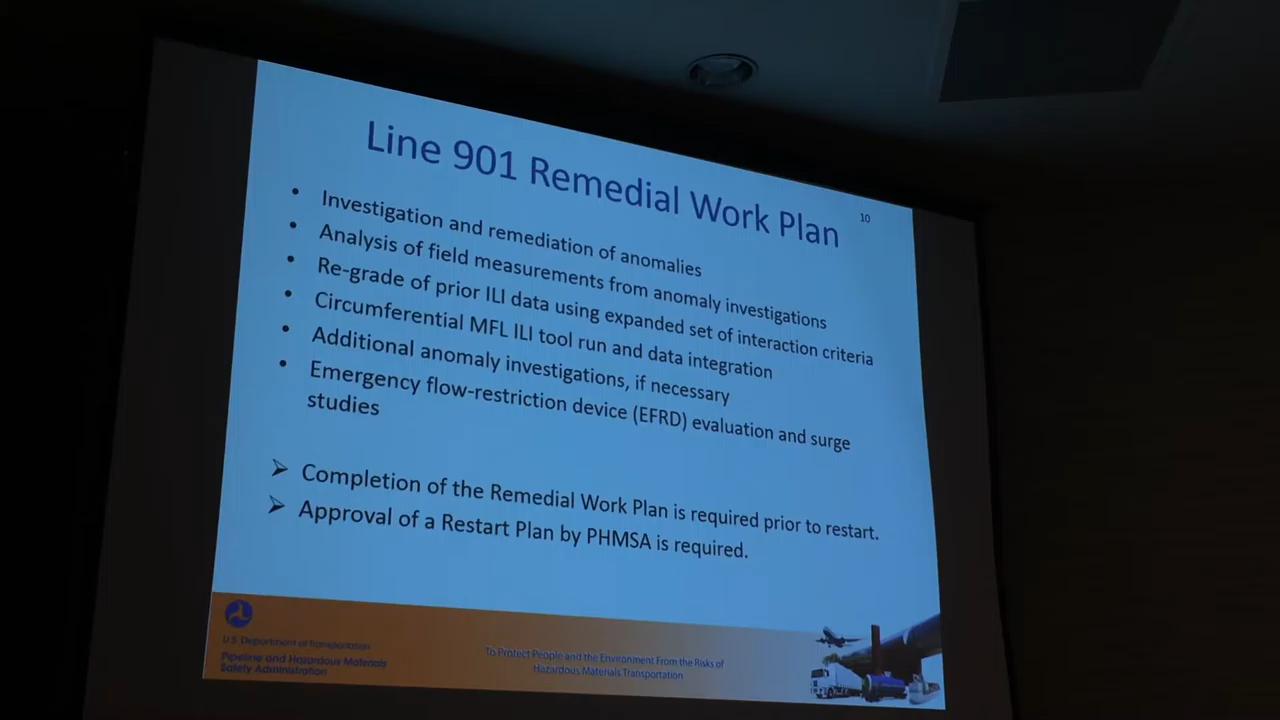 Line 901 Remedial Work Plan
10
• Investigation and remediation of anomalies
• Analysis of field measurements from anomaly investigations
• Re-grade of prior ILI data using expanded set of interaction criteria
• Circumferential MFL ILI tool run and data integration
• Additional anomaly investigations, if necessary
• Emergency flow-restriction device (EFRD) evaluation and surge
studies
➢ Completion of the Remedial Work Plan is required prior to restart.
➢ Approval of a Restart Plan by PHMSA is required.
U.S. Department of Transportation
Pipeline and Hazardous Materials
Safety Administration
To Protect People and the Environment From the Risks of
Hazardous Materials Transportation